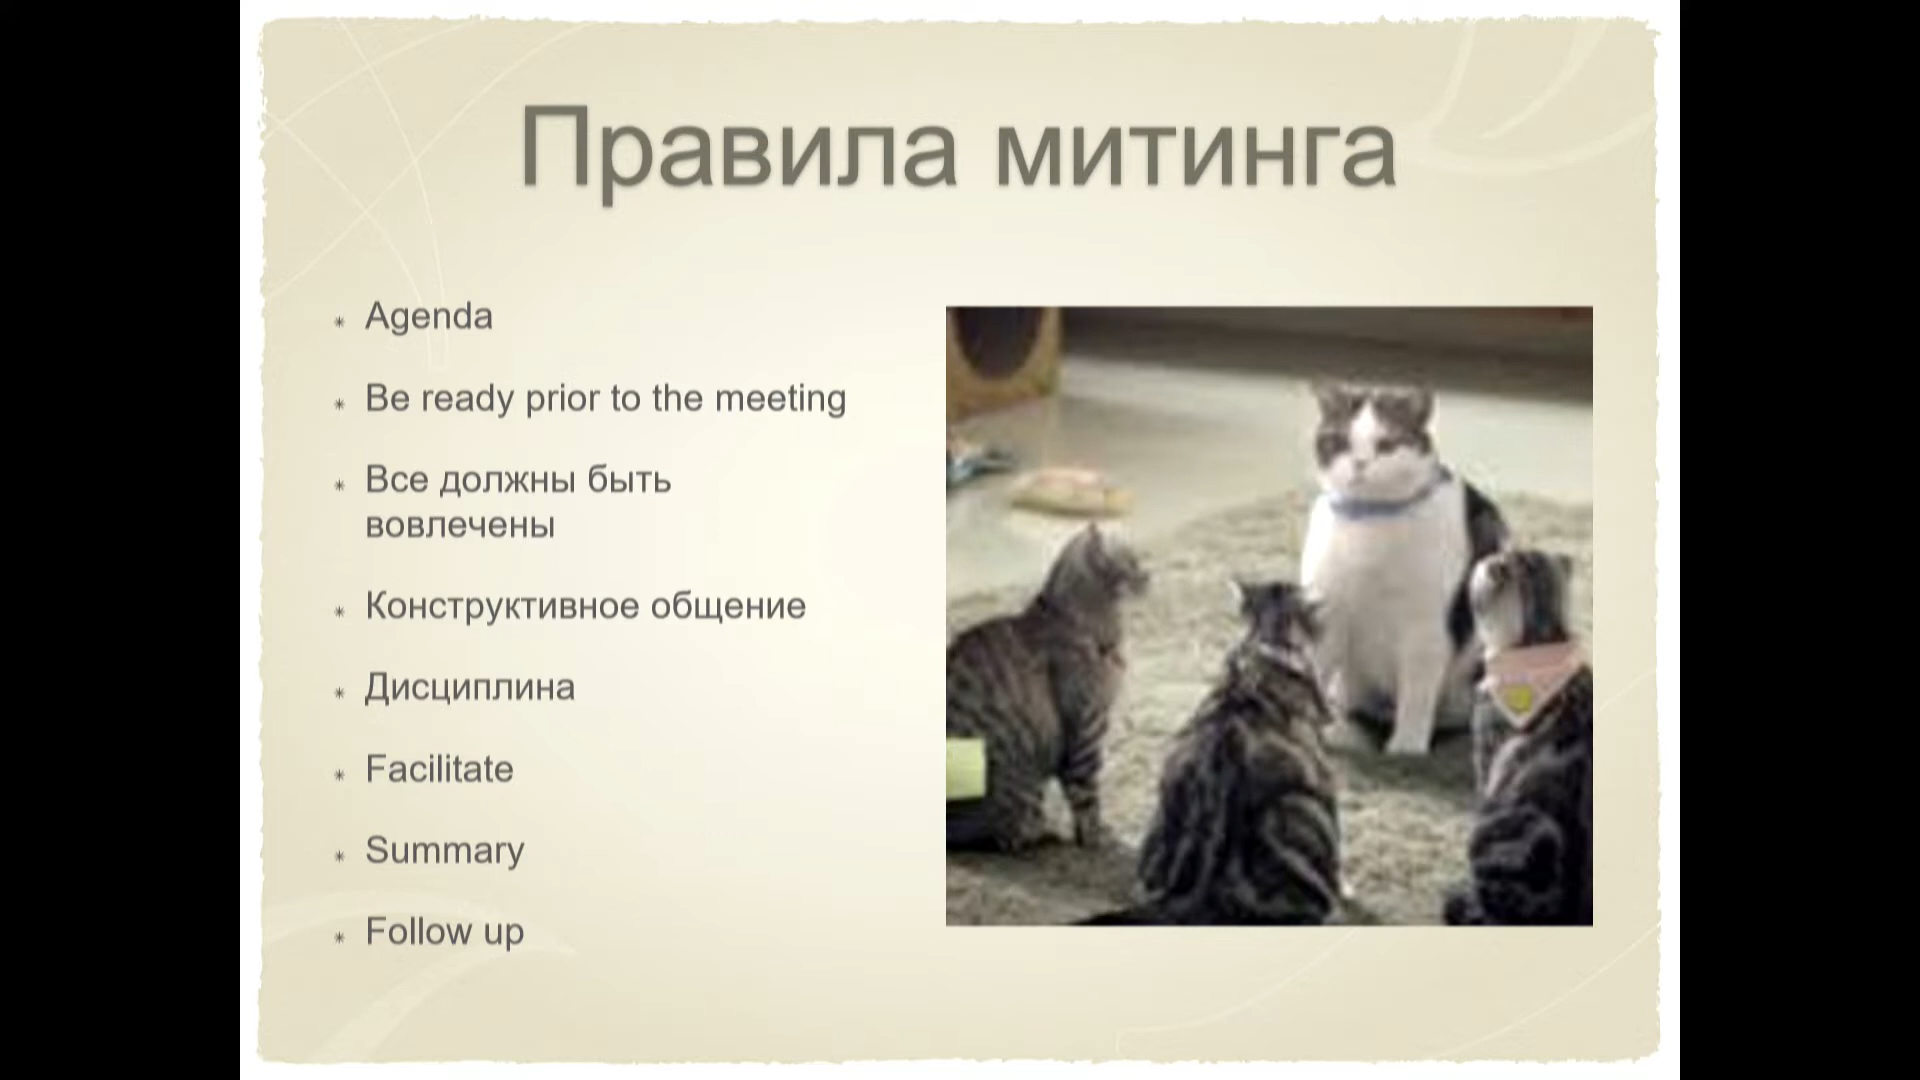 Правила митинга
Agenda
Be ready prior to the meeting
Все должны быть
вовлечены
Конструктивное общение
Дисциплина
Facilitate
Summary
Follow up